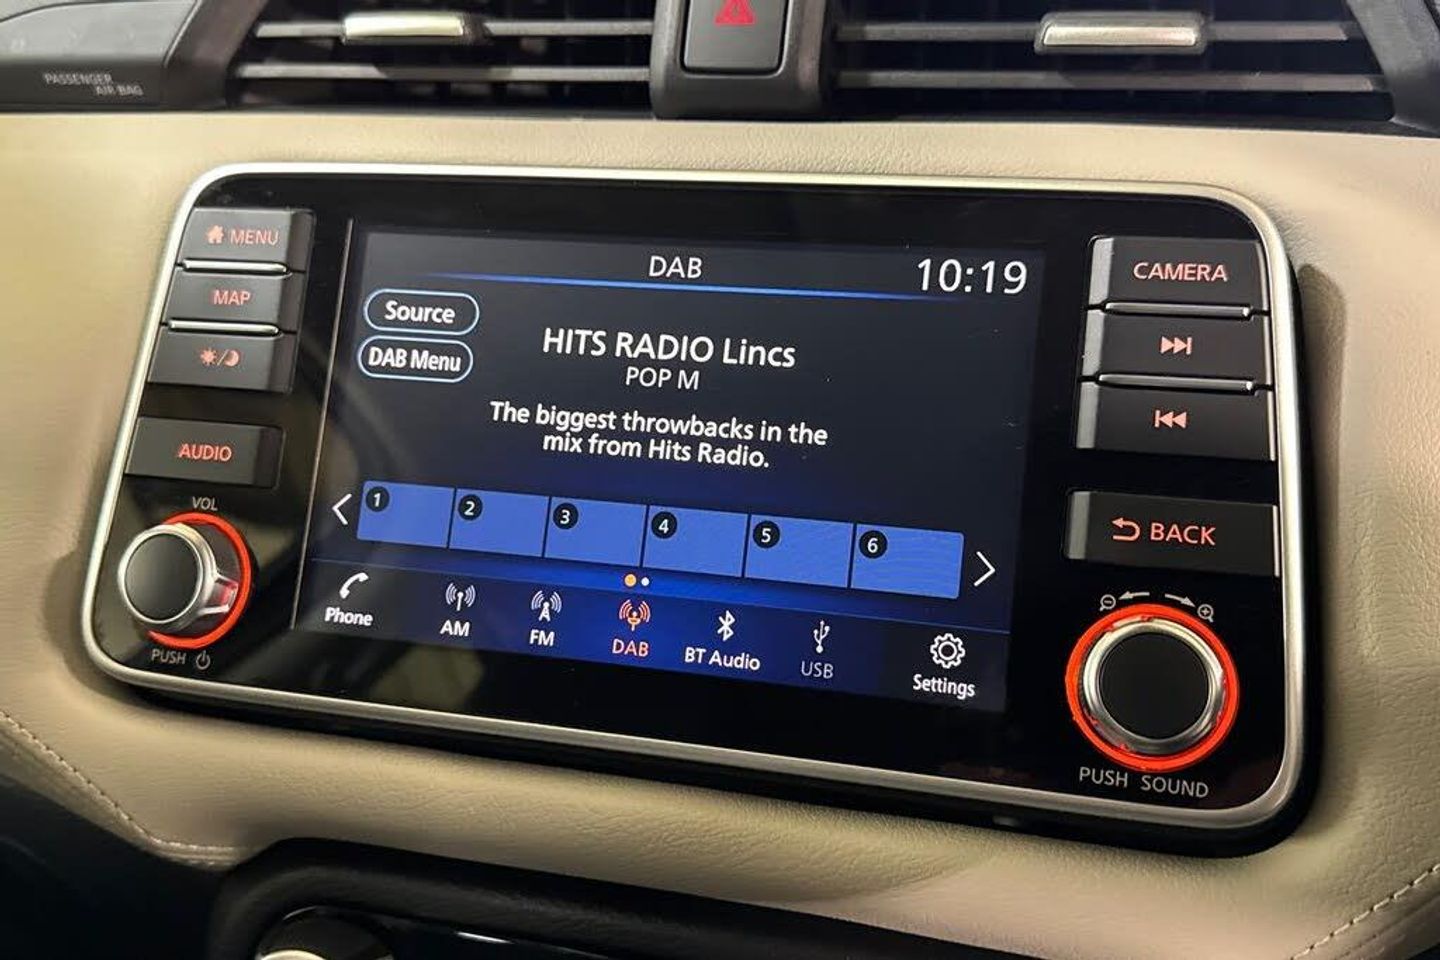 PASSENGER
AIR BAG
MENU
MAP
AUDIO
VOL
PUSH
DAB
10:19
Source
DAB Menu
HITS RADIO Lincs
POP M
The biggest throwbacks in the
mix from Hits Radio.
1 2 3 4 5 6
Phone
AM
FM
DAB
BT Audio
USB
Settings
CAMERA
BACK
PUSH SOUND